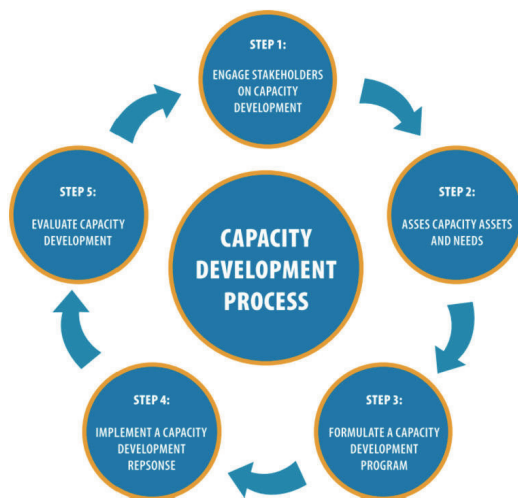 STEP 1:
ENGAGE STAKEHOLDERS
ON CAPACITY
DEVELOPMENT
STEP 2:
ASSES CAPACITY ASSETS
AND NEEDS
STEP 3:
FORMULATE A CAPACITY
DEVELOPMENT
PROGRAM
STEP 4:
IMPLEMENT A CAPACITY
DEVELOPMENT
REPSONSE
STEP 5:
EVALUATE CAPACITY
DEVELOPMENT
CAPACITY
DEVELOPMENT
PROCESS